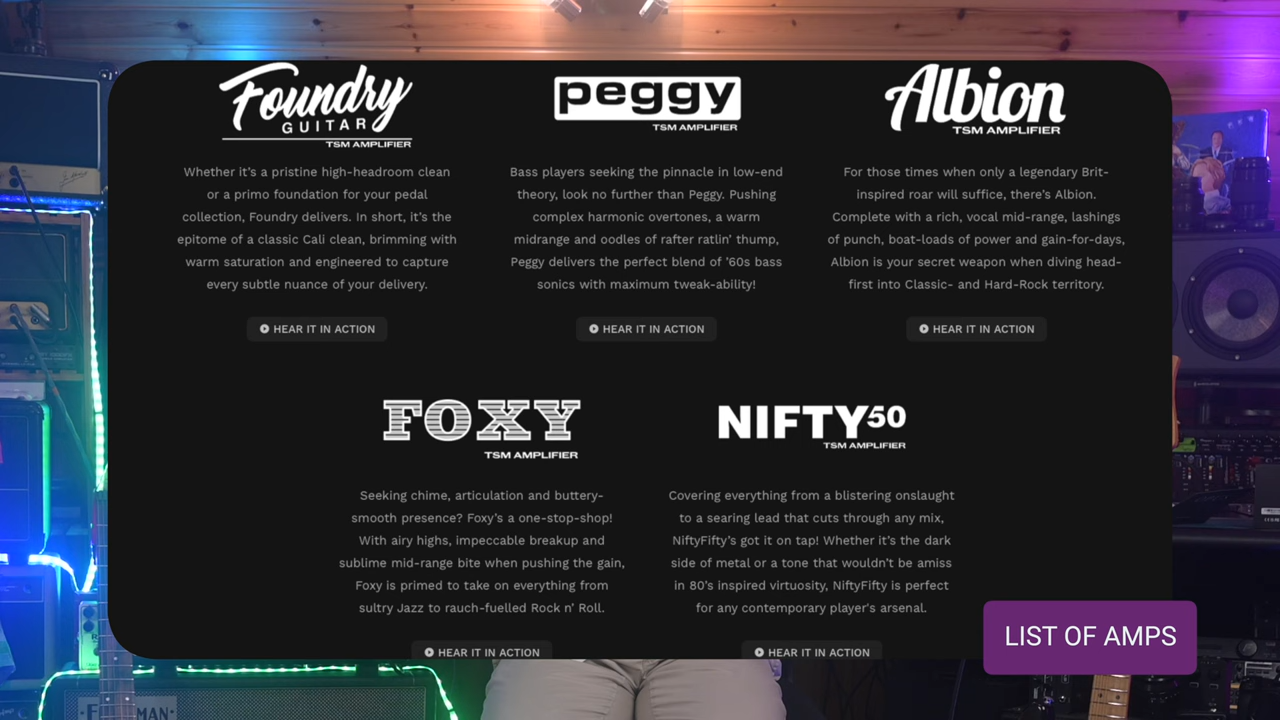 Foundry
GUITAR
TSM AMPLIFIER
Whether it’s a pristine high-headroom clean
or a primo foundation for your pedal
collection, Foundry delivers. In short, it’s the
epitome of a classic Cali clean, brimming with
warm saturation and engineered to capture
every subtle nuance of your delivery.
HEAR IT IN ACTION
peggy
TSM AMPLIFIER
Bass players seeking the pinnacle in low-end
theory, look no further than Peggy. Pushing
complex harmonic overtones, a warm
midrange and oodles of rafter ratlin’ thump,
Peggy delivers the perfect blend of ’60s bass
sonics with maximum tweak-ability!
HEAR IT IN ACTION
Albion
TSM AMPLIFIER
For those times when only a legendary Brit-
inspired roar will suffice, there’s Albion.
Complete with a rich, vocal mid-range, lashings
of punch, boat-loads of power and gain-for-days,
Albion is your secret weapon when diving head-
first into Classic- and Hard-Rock territory.
HEAR IT IN ACTION
FOXY
TSM AMPLIFIER
Seeking chime, articulation and buttery-
smooth presence? Foxy’s a one-stop-shop!
With airy highs, impeccable breakup and
sublime mid-range bite when pushing the gain,
Foxy is primed to take on everything from
sultry Jazz to rauch-fuelled Rock n’ Roll.
HEAR IT IN ACTION
NIFTY50
TSM AMPLIFIER
Covering everything from a blistering onslaught
to a searing lead that cuts through any mix,
NiftyFifty’s got it on tap! Whether it’s the dark
side of metal or a tone that wouldn’t be amiss
in 80’s inspired virtuosity, NiftyFifty is perfect
for any contemporary player's arsenal.
HEAR IT IN ACTION
LIST OF AMPS